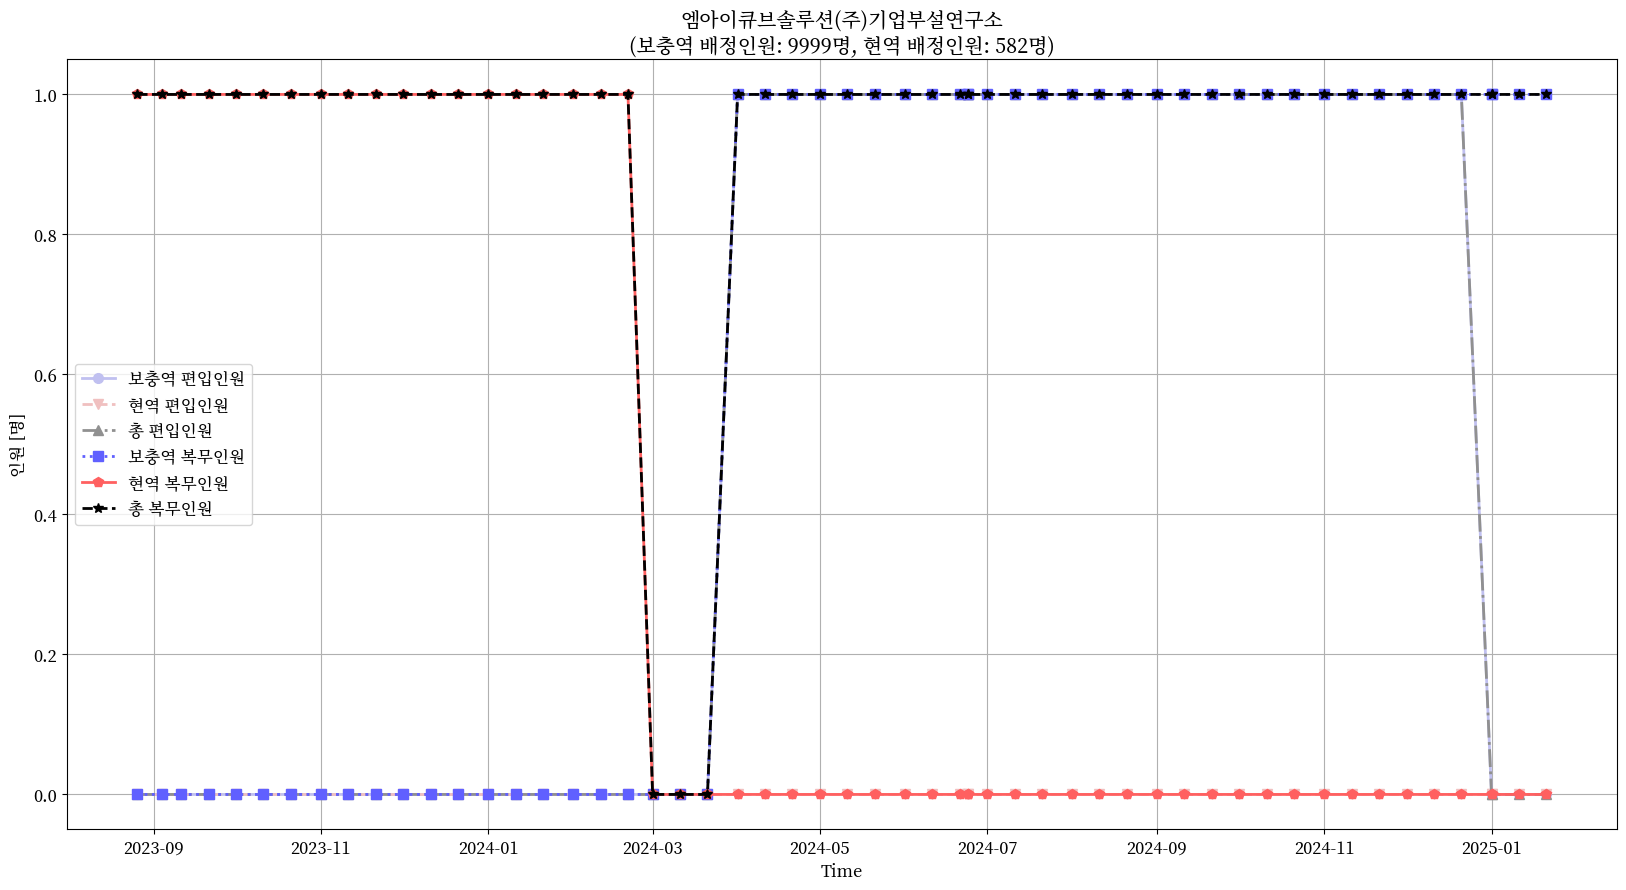 엠아이큐브솔루션(주)기업부설연구소
(보충역 배정인원: 9999명, 현역 배정인원: 582명)
1.0
0.8
0.6
0.4
0.2
0.0
인원 [명]
보충역 편입인원
현역 편입인원
총 편입인원
보충역 복무인원
현역 복무인원
총 복무인원
2023-09 2023-11 2024-01 2024-03 2024-05 2024-07 2024-09 2024-11 2025-01
Time